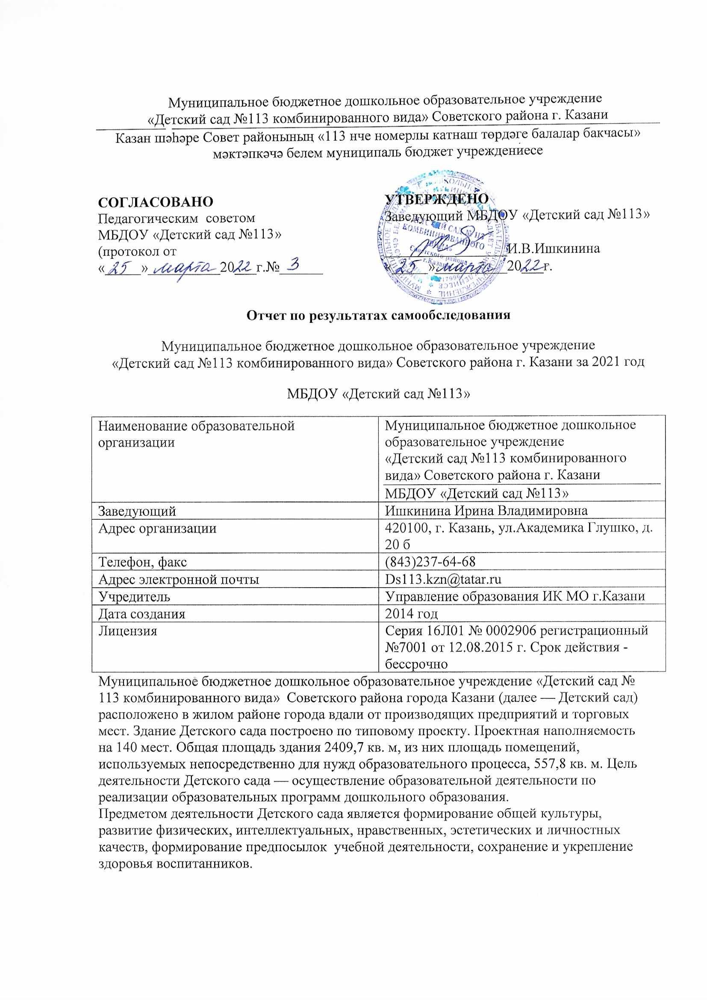 Муниципальное бюджетное дошкольное образовательное учреждение
«Детский сад №113 комбинированного вида» Советского района г. Казани
Казан шәһәре Совет районының «113 нче номерлы катнаш төрдәге балалар бакчасы»
мәктәпкәчә белем муниципаль бюджет учреждениесе
СОГЛАСОВАНО
Педагогическим советом
МБДОУ «Детский сад №113»
(протокол от
«25» марта 2022 г.№ 3
УТВЕРЖДЕНО
Заведующий МБДОУ «Детский сад №113»
И.В.Ишкинина
«25» марта 2022 г.
ДЕТСКИЙ САД № 113
КОМБИНИРОВАННОГО
ВИДА»
Советского района
г.Казани
Отчет по результатах самообследования
Муниципальное бюджетное дошкольное образовательное учреждение
«Детский сад №113 комбинированного вида» Советского района г. Казани за 2021 год
МБДОУ «Детский сад №113»
Наименование образовательной
организации
Муниципальное бюджетное дошкольное
образовательное учреждение
«Детский сад №113 комбинированного
вида» Советского района г. Казани
МБДОУ «Детский сад №113»
Заведующий
Ишкинина Ирина Владимировна
Адрес организации
420100, г. Казань, ул.Академика Глушко, д.
20 б
Телефон, факс
(843)237-64-68
Адрес электронной почты
Ds113.kzn@tatar.ru
Учредитель
Управление образования ИК МО г.Казани
Дата создания
2014 год
Лицензия
Серия 16Л01 № 0002906 регистрационный
№7001 от 12.08.2015 г. Срок действия -
бессрочно
Муниципальное бюджетное дошкольное образовательное учреждение «Детский сад №
113 комбинированного вида» Советского района города Казани (далее — Детский сад)
расположено в жилом районе города вдали от производящих предприятий и торговых
мест. Здание Детского сада построено по типовому проекту. Проектная наполняемость
на 140 мест. Общая площадь здания 2409,7 кв. м, из них площадь помещений,
используемых непосредственно для нужд образовательного процесса, 557,8 кв. м. Цель
деятельности Детского сада — осуществление образовательной деятельности по
реализации образовательных программ дошкольного образования.
Предметом деятельности Детского сада является формирование общей культуры,
развитие физических, интеллектуальных, нравственных, эстетических и личностных
качеств, формирование предпосылок учебной деятельности, сохранение и укрепление
здоровья воспитанников.